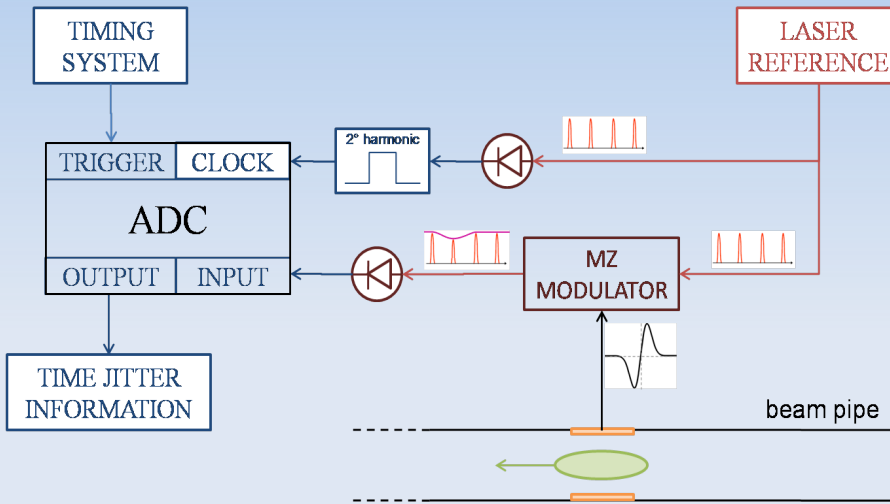 TIMING
SYSTEM
LASER
REFERENCE
2° harmonic
TRIGGER
CLOCK
ADC
OUTPUT
INPUT
MZ
MODULATOR
TIME JITTER
INFORMATION
beam pipe